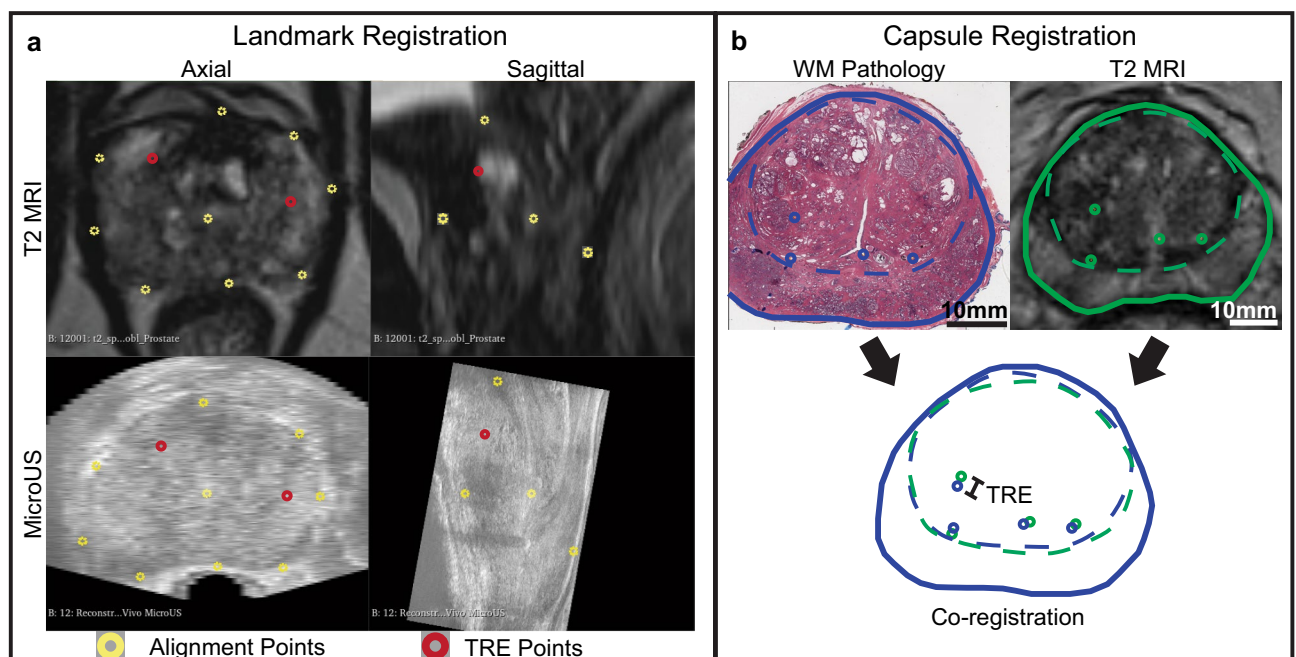 a
Landmark Registration
Axial
Sagittal
T2 MRI
B: 12001: t2_sp...obl_Prostate
B: 12001: t2_sp...obl_Prostate
MicroUS
B: 12: Reconstr...Vivo MicroUS
B: 12: Reconstr...Vivo MicroUS
Alignment Points
TRE Points
b
Capsule Registration
WM Pathology
T2 MRI
10mm
10mm
TRE
Co-registration